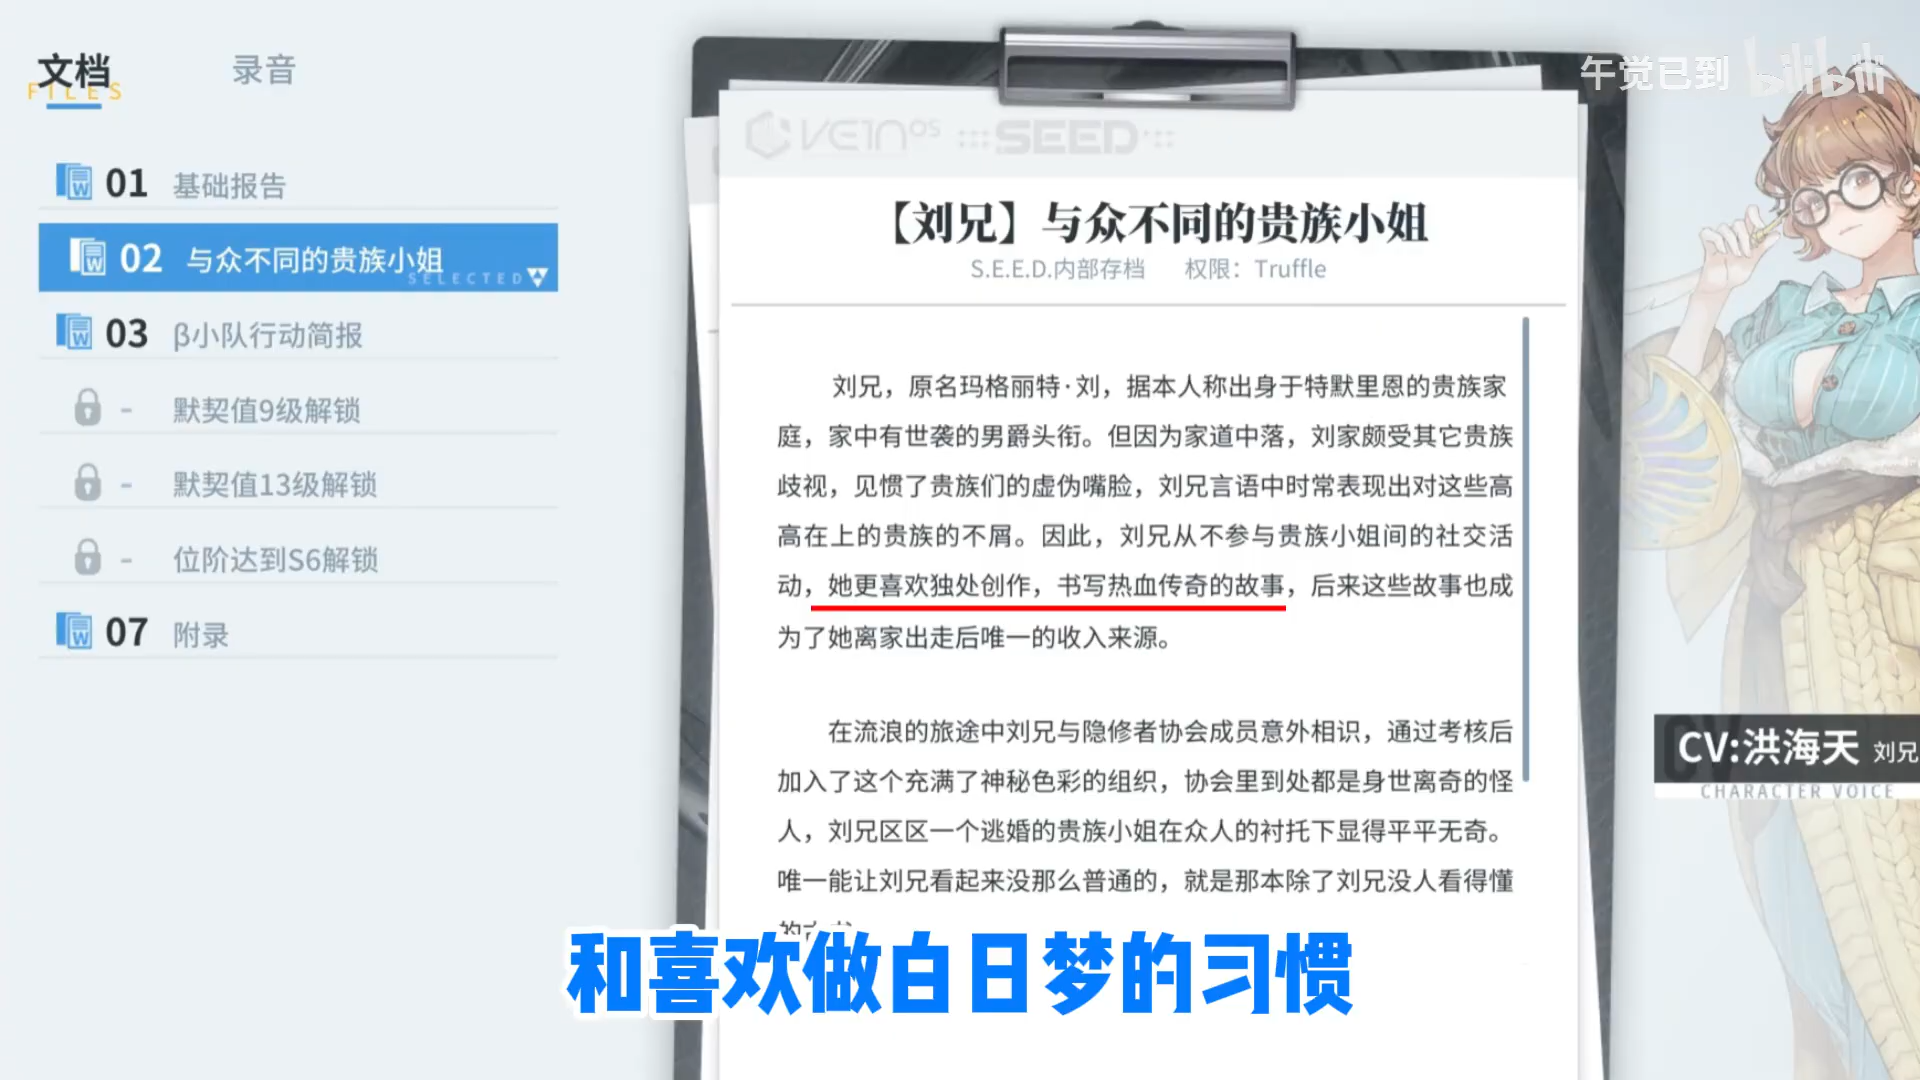 文档
FILES
录音
01 基础报告
02 与众不同的贵族小姐
SELECTED
03 β小队行动简报
- 默契值9级解锁
- 默契值13级解锁
- 位阶达到S6解锁
07 附录
VEIN OS SEED
【刘兄】与众不同的贵族小姐
S.E.E.D.内部存档 权限：Truffle
刘兄，原名玛格丽特·刘，据本人称出身于特默里恩的贵族家
庭，家中有世袭的男爵头衔。但因为家道中落，刘家颇受其它贵族
歧视，见惯了贵族们的虚伪嘴脸，刘兄言语中时常表现出对这些高
高在上的贵族的不屑。因此，刘兄从不参与贵族小姐间的社交活
动，她更喜欢独处创作，书写热血传奇的故事，后来这些故事也成
为了她离家出走后唯一的收入来源。
在流浪的旅途中刘兄与隐修者协会成员意外相识，通过考核后
加入了这个充满了神秘色彩的组织，协会里到处都是身世离奇的怪
人，刘兄区区一个逃婚的贵族小姐在众人的衬托下显得平平无奇。
唯一能让刘兄看起来没那么普通的，就是那本除了刘兄没人看得懂
午觉已到 bilibili
CV:洪海天 刘兄
CHARACTER VOICE
和喜欢做白日梦的习惯